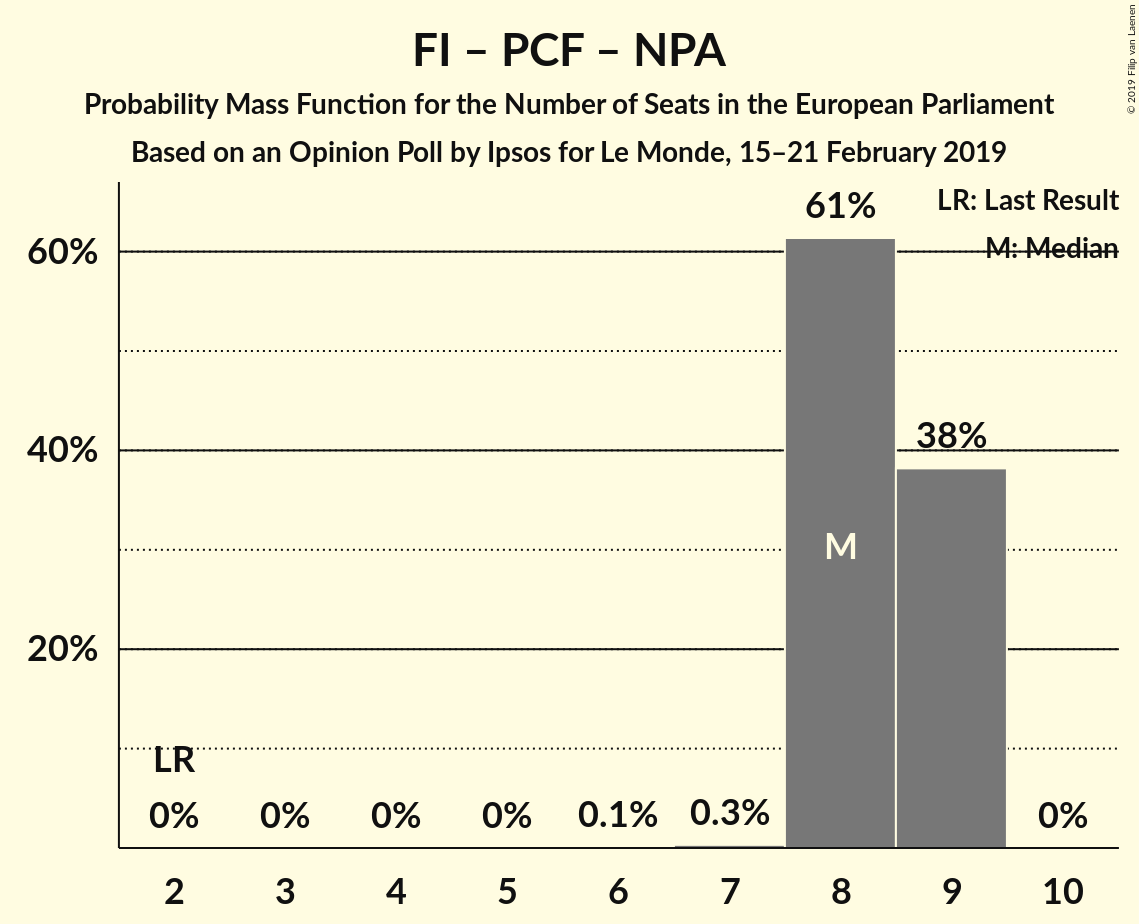 FI – PCF – NPA
Probability Mass Function for the Number of Seats in the European Parliament
Based on an Opinion Poll by Ipsos for Le Monde, 15–21 February 2019
© 2019 Filip van Laenen
LR: Last Result
M: Median
60%
40%
20%
61%
38%
M
LR
0%
0%
0%
0%
0.1%
0.3%
0%
2
3
4
5
6
7
8
9
10